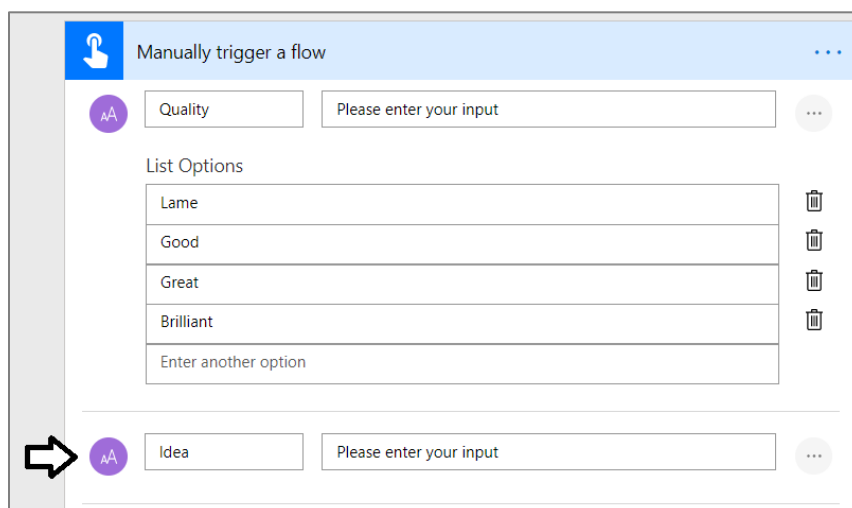 Manually trigger a flow
AA Quality Please enter your input
List Options
Lame
Good
Great
Brilliant
Enter another option
AA Idea Please enter your input